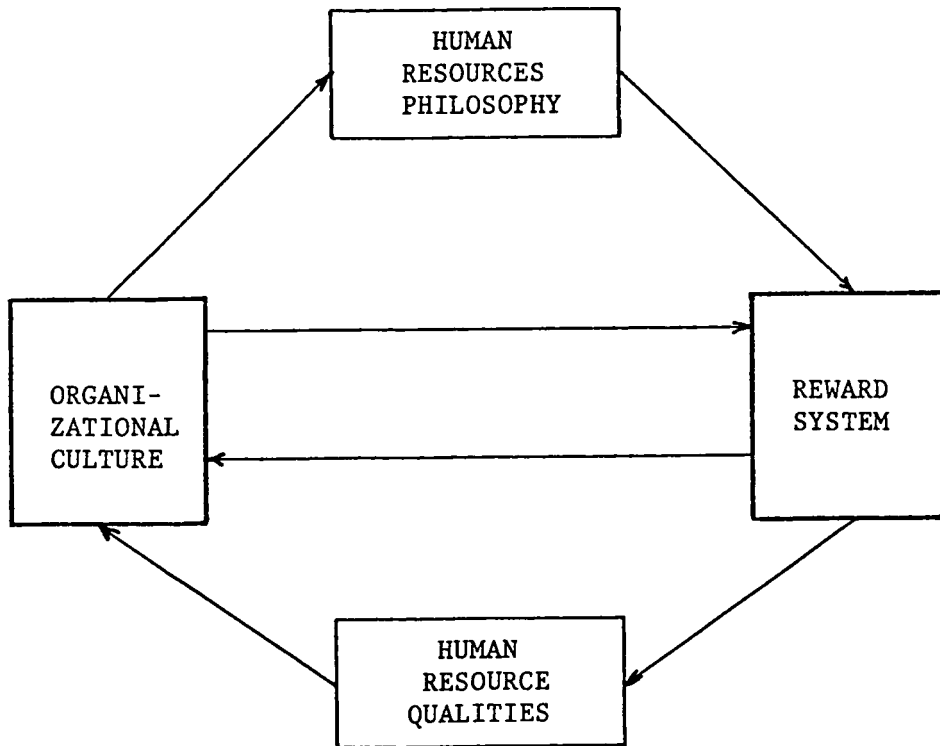 HUMAN
RESOURCES
PHILOSOPHY
ORGANI-
ZATIONAL
CULTURE
REWARD
SYSTEM
HUMAN
RESOURCE
QUALITIES